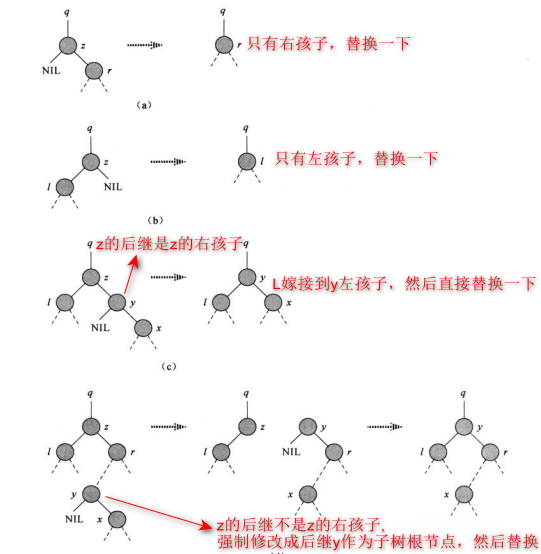 q q
z r 只有右孩子，替换一下
NIL r
(a)
q q
z l 只有左孩子，替换一下
l NIL
(b)
z的后继是z的右孩子
q q
z y L嫁接到y左孩子，然后直接替换一下
l y l x
NIL x
(c)
q q q
z z y y
l r l NIL r l r
y x x
NIL x
z的后继不是z的右孩子,
强制修改成后继y作为子树根节点，然后替换